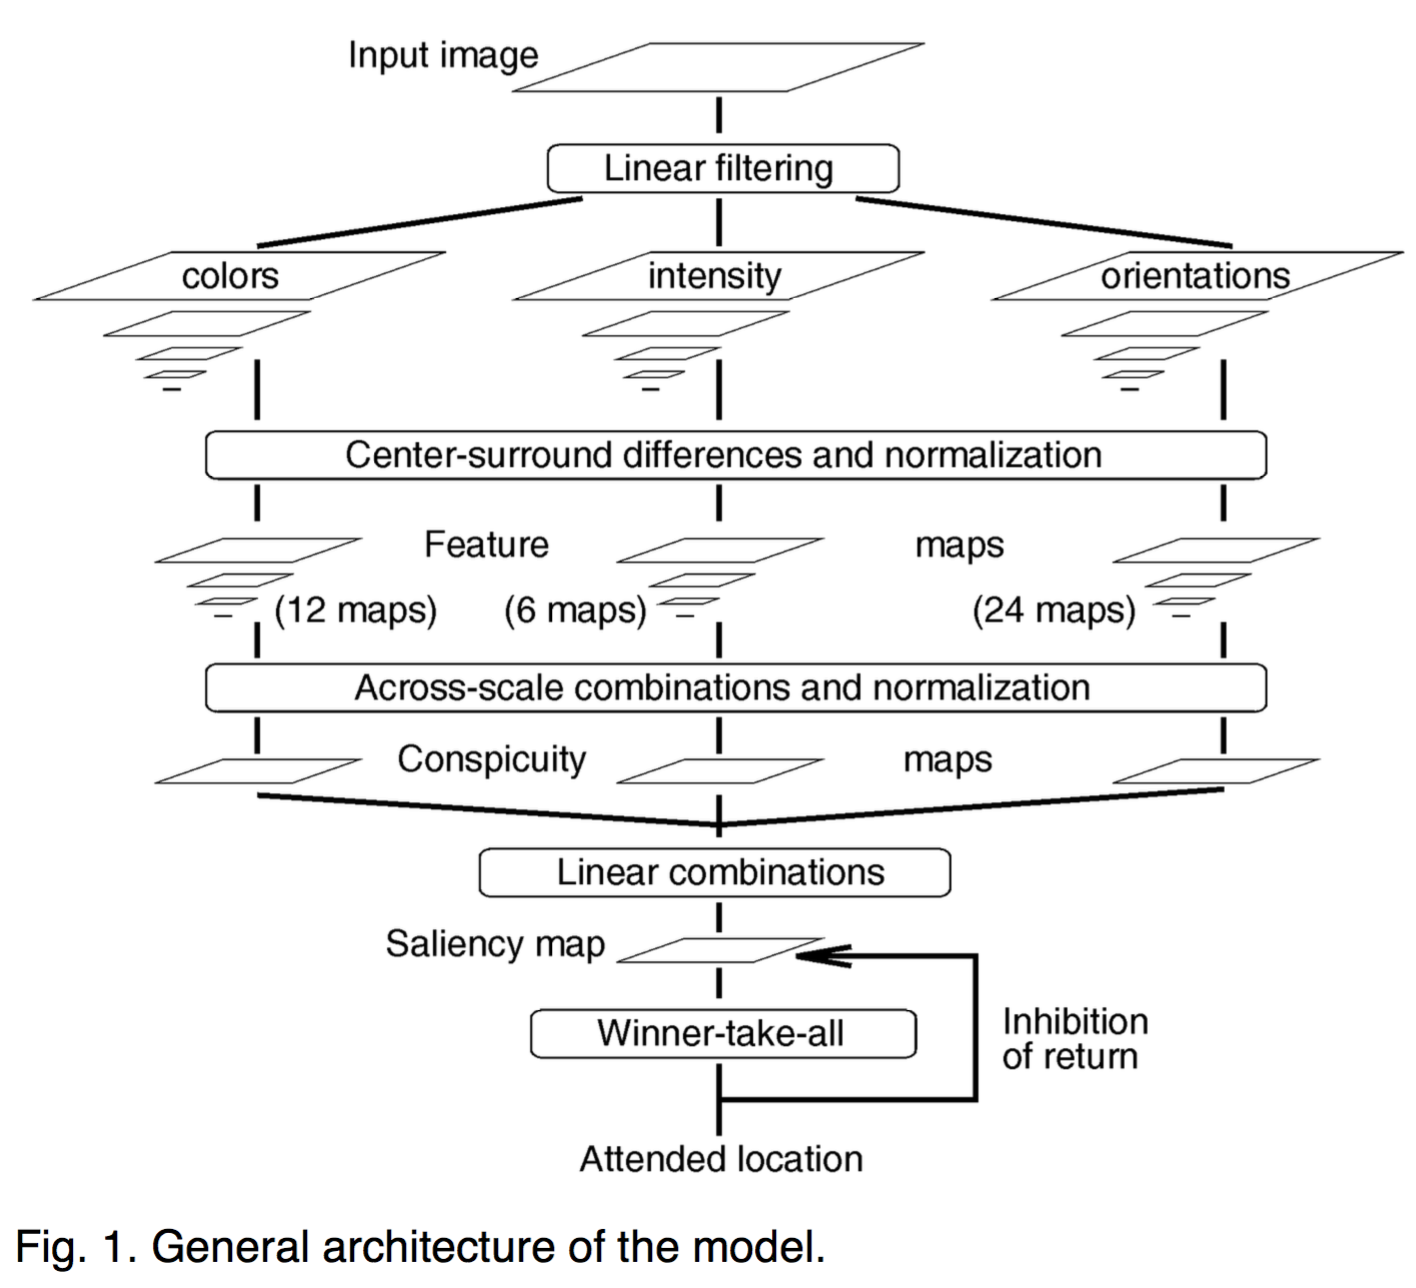 Input image
Linear filtering
colors intensity orientations
Center-surround differences and normalization
Feature maps
(12 maps) (6 maps) (24 maps)
Across-scale combinations and normalization
Conspicuity maps
Linear combinations
Saliency map
Winner-take-all
Inhibition
of return
Attended location
Fig. 1. General architecture of the model.